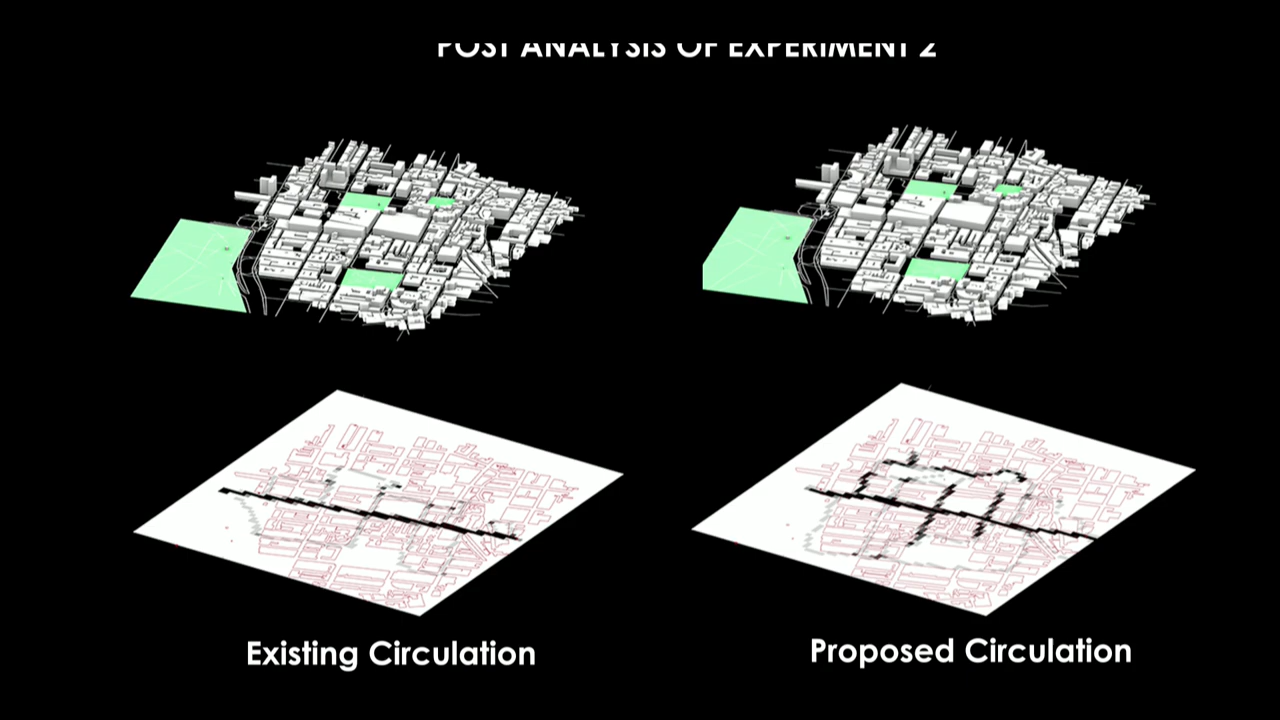 POST ANALYSIS OF EXPERIMENT 2
Existing Circulation
Proposed Circulation